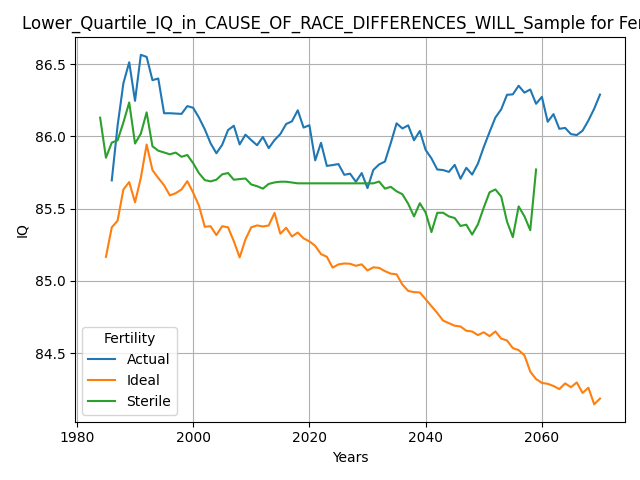 Lower_Quartile_IQ_in_CAUSE_OF_RACE_DIFFERENCES_WILL_Sample for Fer
86.5
86.0
85.5
85.0
84.5
IQ
Fertility
Actual
Ideal
Sterile
1980 2000 2020 2040 2060
Years